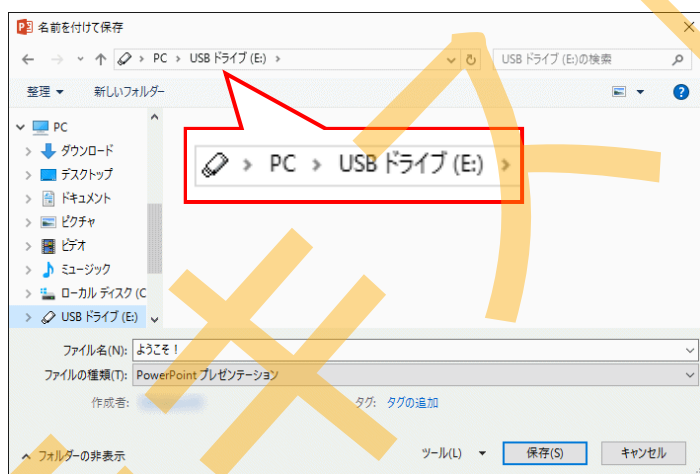 名前を付けて保存
PC > USB ドライブ (E:) >
USB ドライブ (E:)の検索
整理
新しいフォルダー
PC
ダウンロード
デスクトップ
ドキュメント
ピクチャ
ビデオ
ミュージック
ローカル ディスク (C
USB ドライブ (E:)
PC > USB ドライブ (E:) >
ファイル名(N): ようこそ！
ファイルの種類(T): PowerPoint プレゼンテーション
作成者:
タグ: タグの追加
フォルダーの非表示
ツール(L)
保存(S)
キャンセル